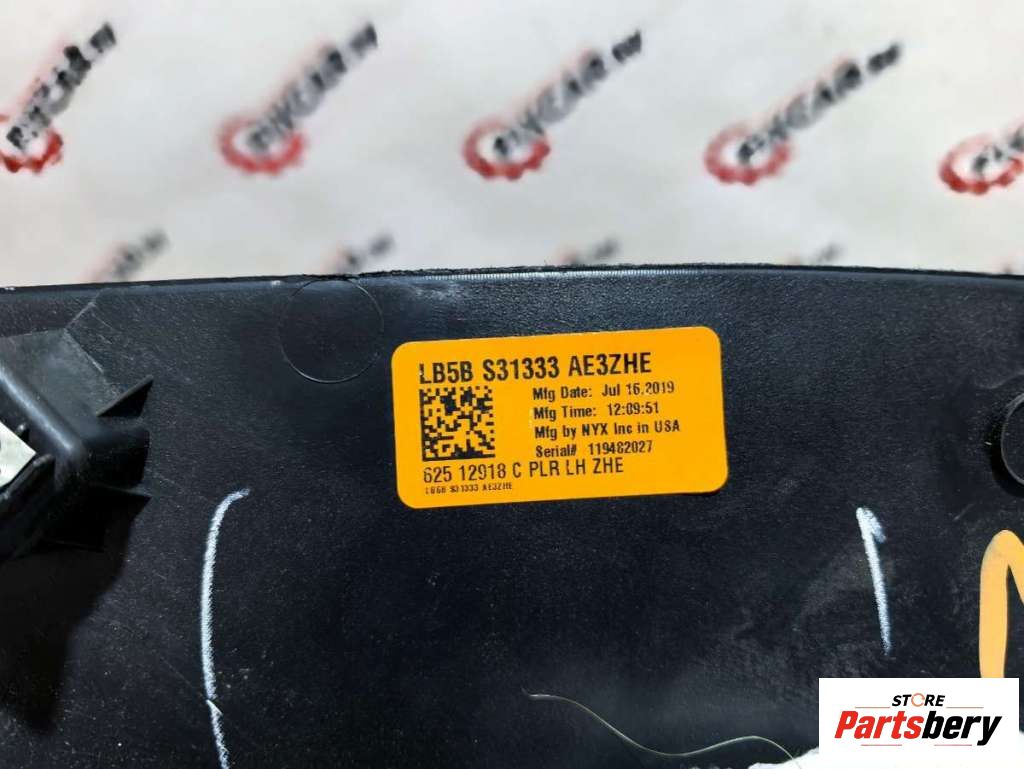 LB5B S31333 AE3ZHE
Mfg Date: Jul 16,2019
Mfg Time: 12:09:51
Mfg by NYX Inc in USA
Serial# 119482027
625 12918 C PLR LH ZHE
LB5B S31333 AE3ZHE
STORE
Partsbery